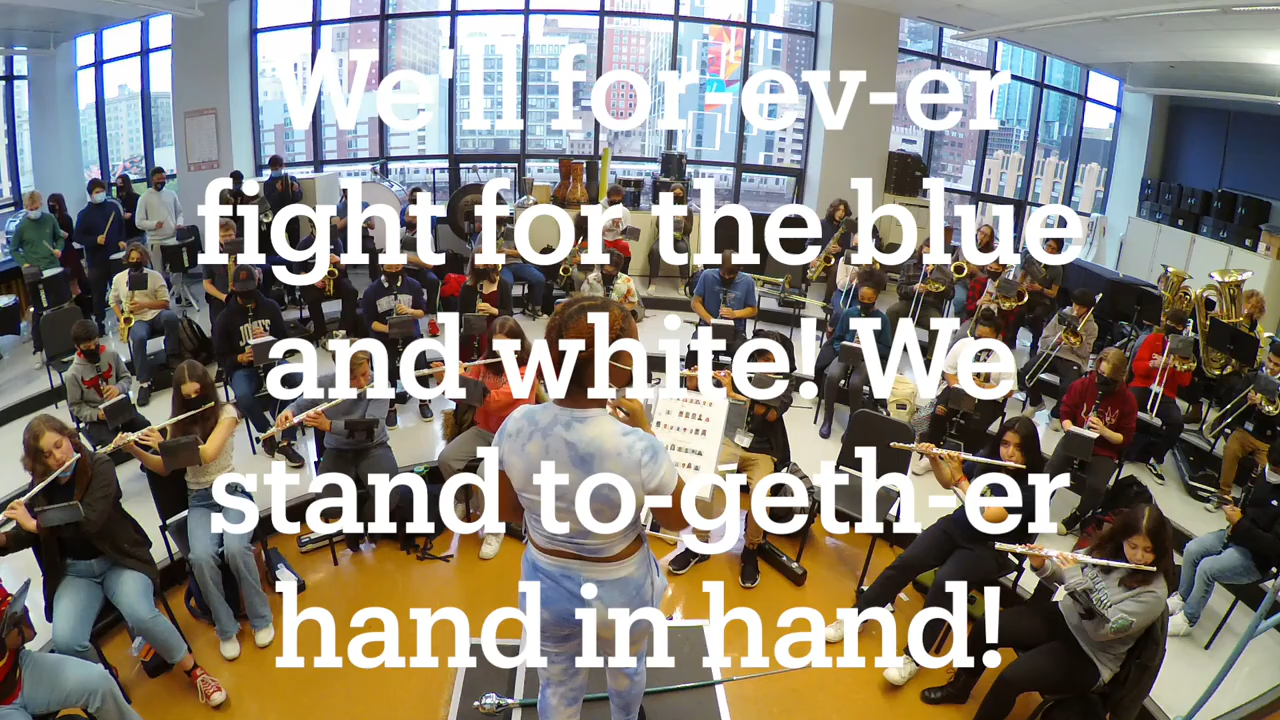 We'll for-ev-er
fight for the blue
and white! We
stand to-geth-er
hand in hand!